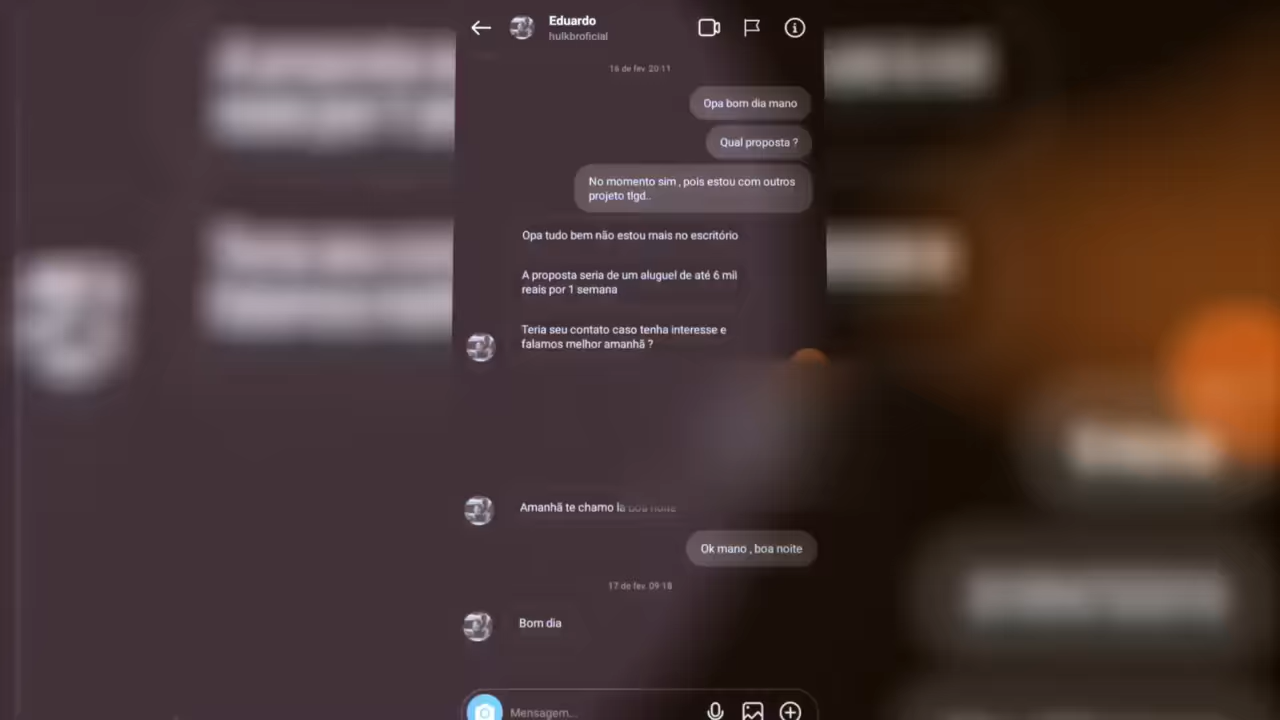 Eduardo
hulkbroficial
16 de fev. 20:11
Opa bom dia mano
Qual proposta ?
No momento sim , pois estou com outros
projeto tlgd..
Opa tudo bem não estou mais no escritório
A proposta seria de um aluguel de até 6 mil
reais por 1 semana
Teria seu contato caso tenha interesse e
falamos melhor amanhã ?
Amanhã te chamo la boa noite
Ok mano , boa noite
17 de fev. 09:18
Bom dia
Mensagem...